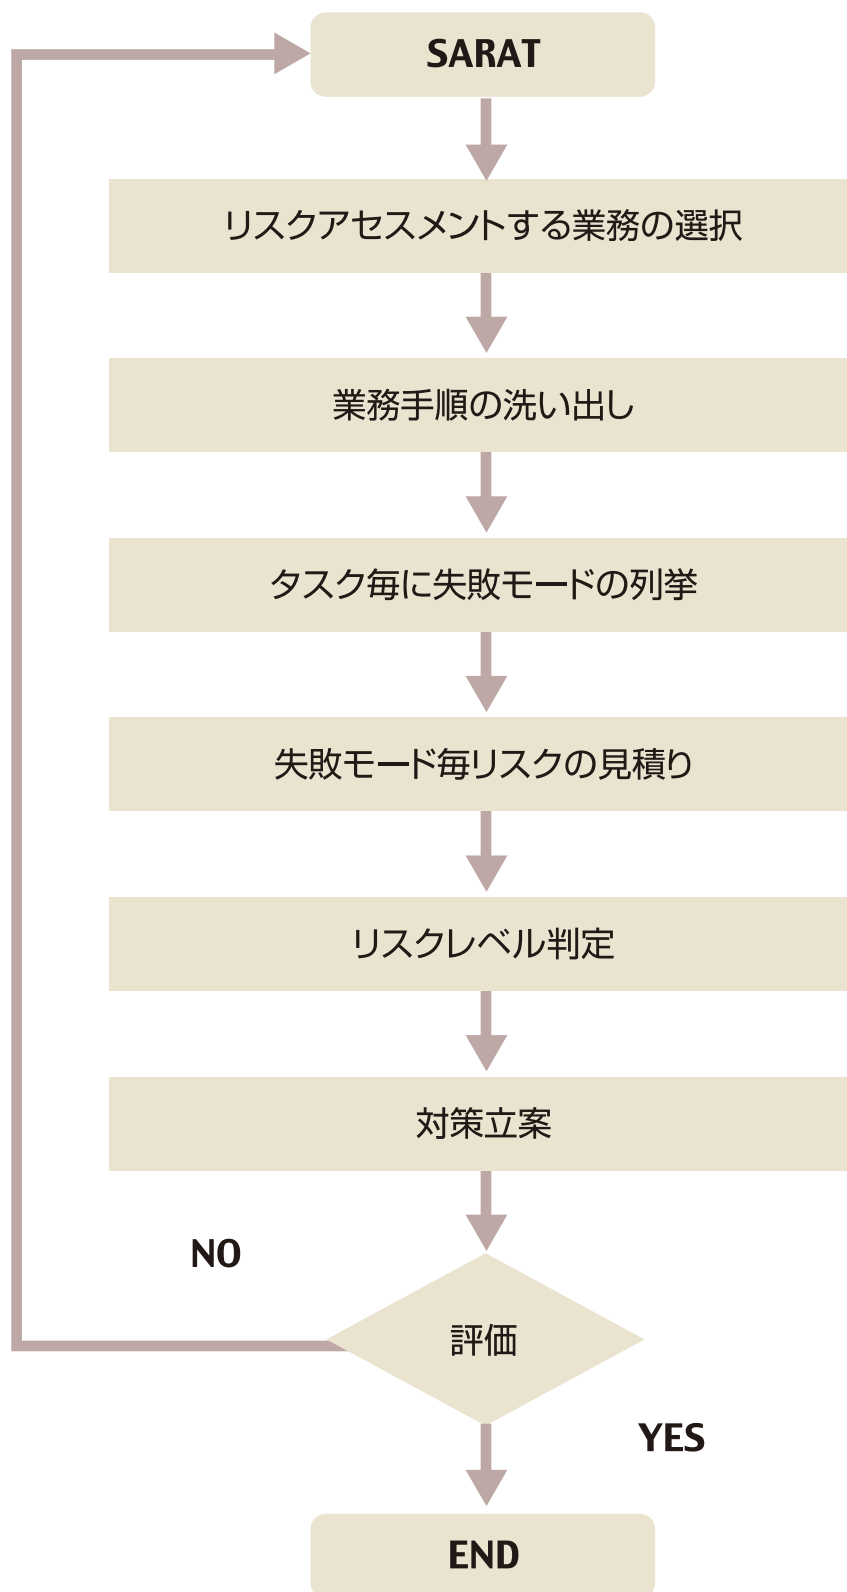 SARAT
リスクアセスメントする業務の選択
業務手順の洗い出し
タスク毎に失敗モードの列挙
失敗モード毎リスクの見積り
リスクレベル判定
対策立案
NO
評価
YES
END